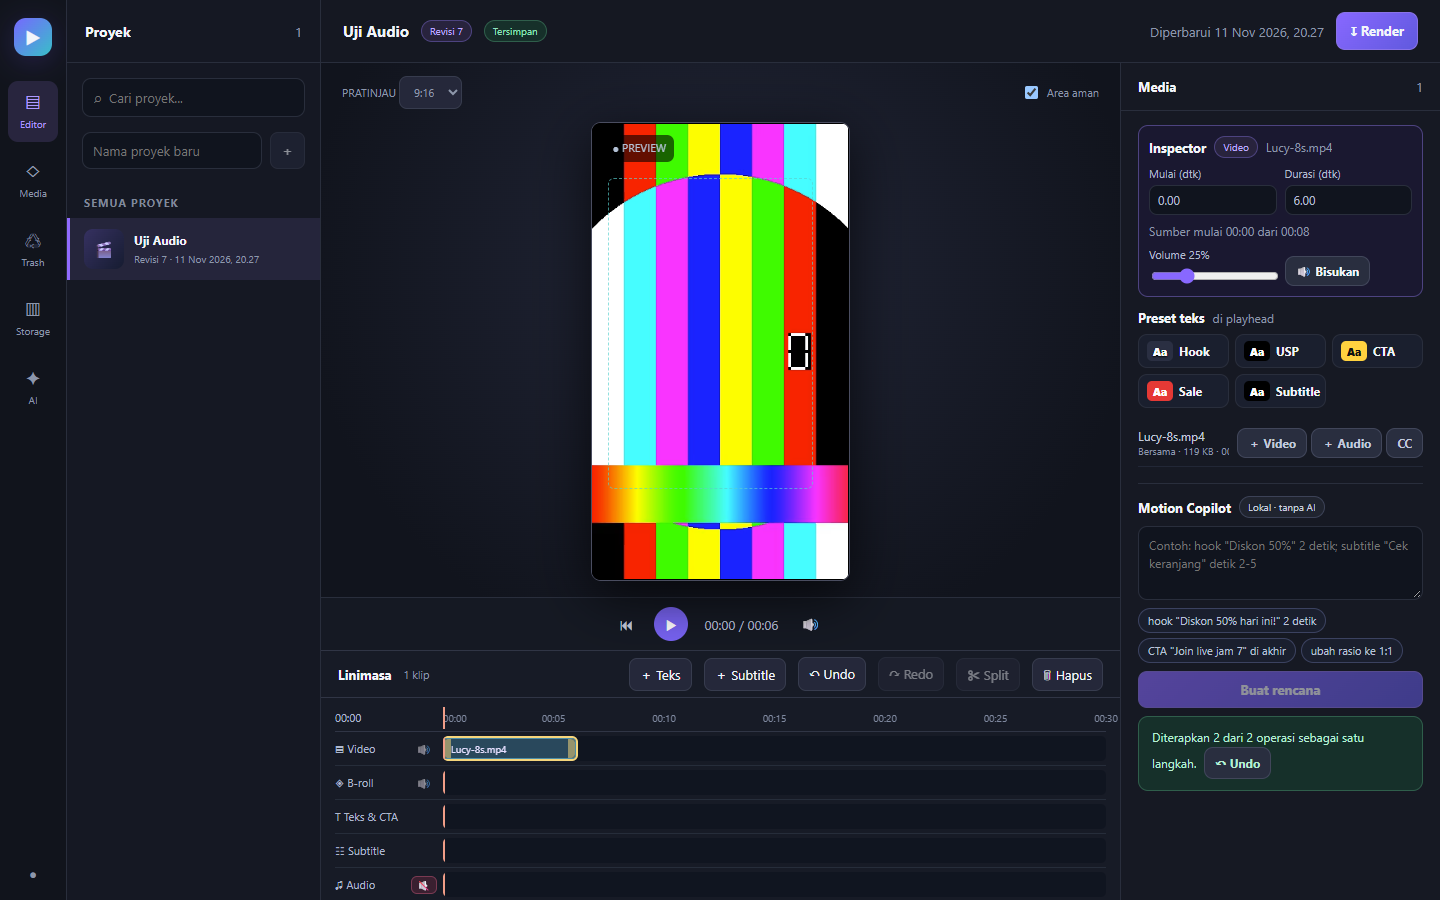 Editor
Media
Trash
Storage
AI
Proyek 1
Cari proyek...
Nama proyek baru +
SEMUA PROYEK
Uji Audio
Revisi 7 · 11 Nov 2026, 20.27
Uji Audio Revisi 7 Tersimpan
Diperbarui 11 Nov 2026, 20.27 Render
PRATINJAU 9:16 Area aman
PREVIEW
00:00 / 00:06
Linimasa 1 klip + Teks + Subtitle Undo Redo Split Hapus
00:00 00:00 00:05 00:10 00:15 00:20 00:25 00:30
Video Lucy-8s.mp4
B-roll
T Teks & CTA
Subtitle
Audio
Media 1
Inspector Video Lucy-8s.mp4
Mulai (dtk) Durasi (dtk)
0.00 6.00
Sumber mulai 00:00 dari 00:08
Volume 25% Bisukan
Preset teks di playhead
Aa Hook Aa USP Aa CTA
Aa Sale Aa Subtitle
Lucy-8s.mp4 + Video + Audio CC
Bersama · 119 KB ·
Motion Copilot Lokal · tanpa AI
Contoh: hook "Diskon 50%" 2 detik; subtitle "Cek
keranjang" detik 2-5
hook "Diskon 50% hari ini!" 2 detik
CTA "Join live jam 7" di akhir ubah rasio ke 1:1
Buat rencana
Diterapkan 2 dari 2 operasi sebagai satu
langkah. Undo